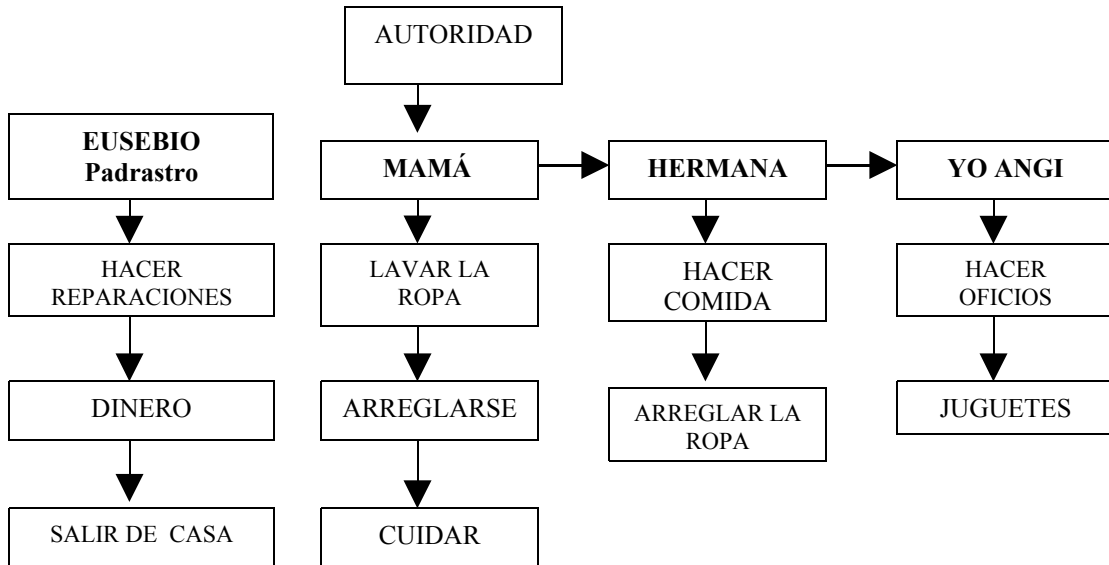 AUTORIDAD
EUSEBIO
Padrastro
MAMÁ
HERMANA
YO ANGI
HACER
REPARACIONES
LAVAR LA
ROPA
HACER
COMIDA
HACER
OFICIOS
DINERO
ARREGLARSE
ARREGLAR LA
ROPA
JUGUETES
SALIR DE CASA
CUIDAR